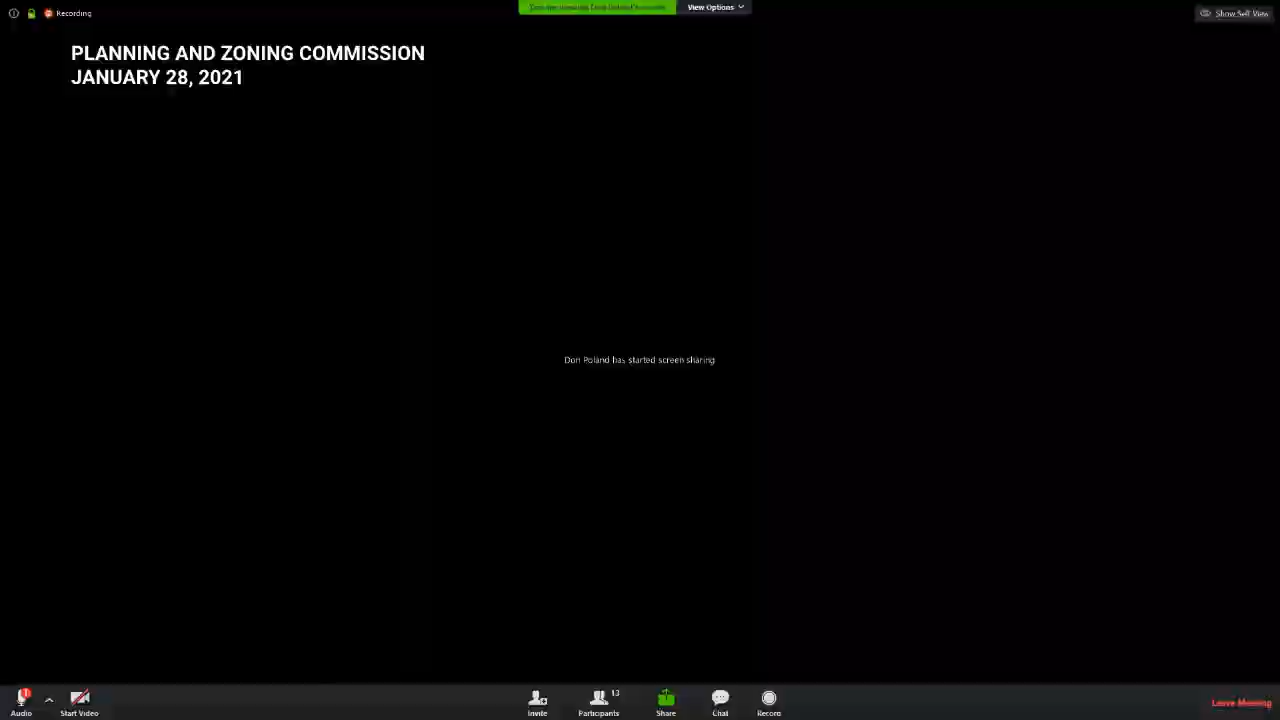 Recording
View Options
Show Self View
PLANNING AND ZONING COMMISSION
JANUARY 28, 2021
Don Poland has started screen sharing
1
13
Audio
Start Video
Invite
Participants
Share
Chat
Record
Leave Meeting